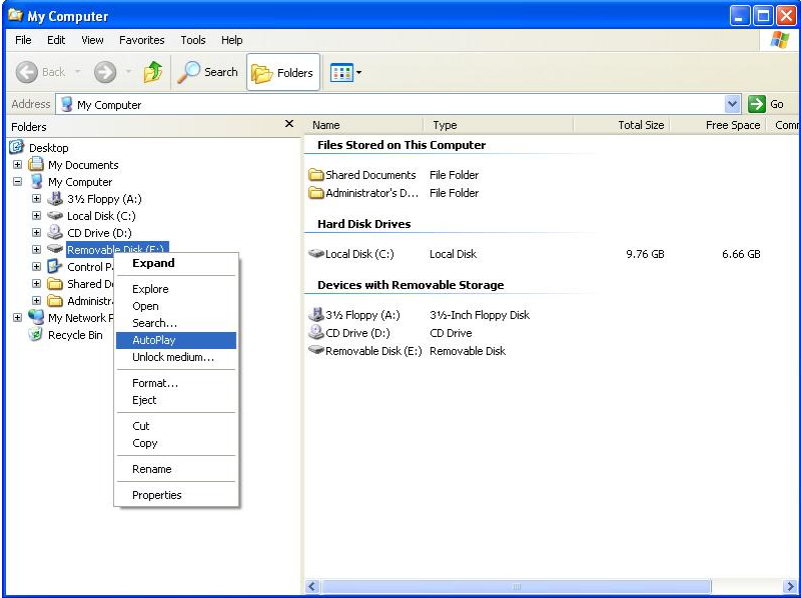 My Computer
File Edit View Favorites Tools Help
Back Search Folders
Address My Computer Go
Folders
Desktop
My Documents
My Computer
3½ Floppy (A:)
Local Disk (C:)
CD Drive (D:)
Removable Disk (E:)
Control P
Shared D
Administr
My Network P
Recycle Bin
Expand
Explore
Open
Search...
AutoPlay
Unlock medium...
Format...
Eject
Cut
Copy
Rename
Properties
Name Type Total Size Free Space Comm
Files Stored on This Computer
Shared Documents File Folder
Administrator's D... File Folder
Hard Disk Drives
Local Disk (C:) Local Disk 9.76 GB 6.66 GB
Devices with Removable Storage
3½ Floppy (A:) 3½-Inch Floppy Disk
CD Drive (D:) CD Drive
Removable Disk (E:) Removable Disk